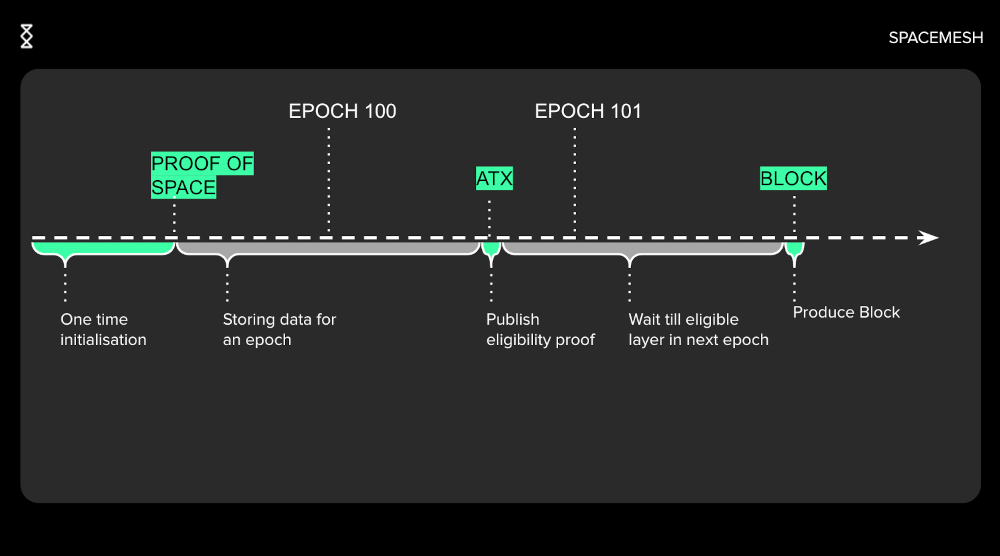 SPACEMESH
EPOCH 100
EPOCH 101
PROOF OF
SPACE
ATX
BLOCK
One time
initialisation
Storing data for
an epoch
Publish
eligibility proof
Wait till eligible
layer in next epoch
Produce Block